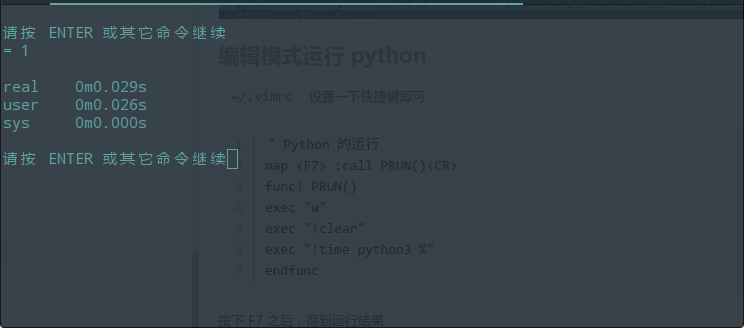 请按 ENTER 或其它命令继续
= 1
real 0m0.029s
user 0m0.026s
sys 0m0.000s
请按 ENTER 或其它命令继续
编辑模式运行 python
~/.vimrc 设置一下快捷键即可
1 " Python 的运行
2 map <F7> :call PRUN()<CR>
3 func! PRUN()
4 exec "w"
5 exec "!clear"
6 exec "!time python3 %"
7 endfunc
按下 F7 之后，得到运行结果